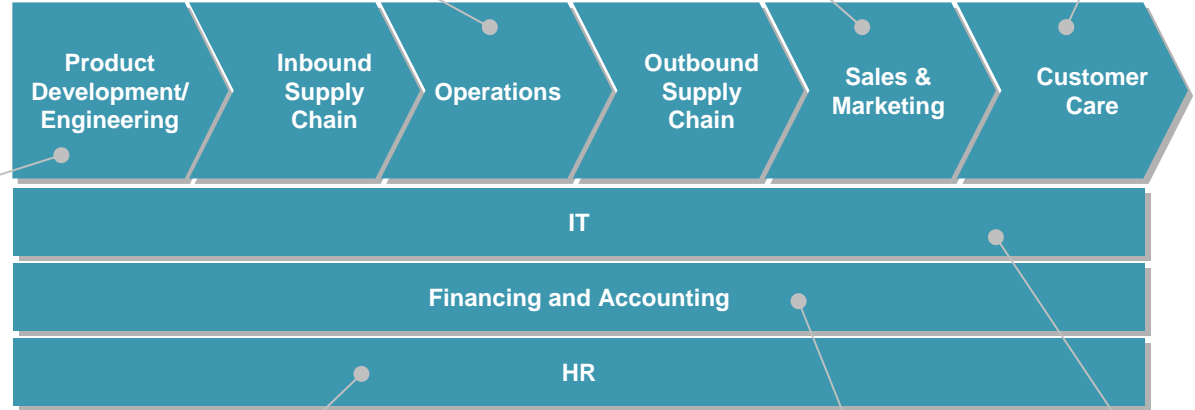 Product
Development/
Engineering
Inbound
Supply
Chain
Operations
Outbound
Supply
Chain
Sales &
Marketing
Customer
Care
IT
Financing and Accounting
HR